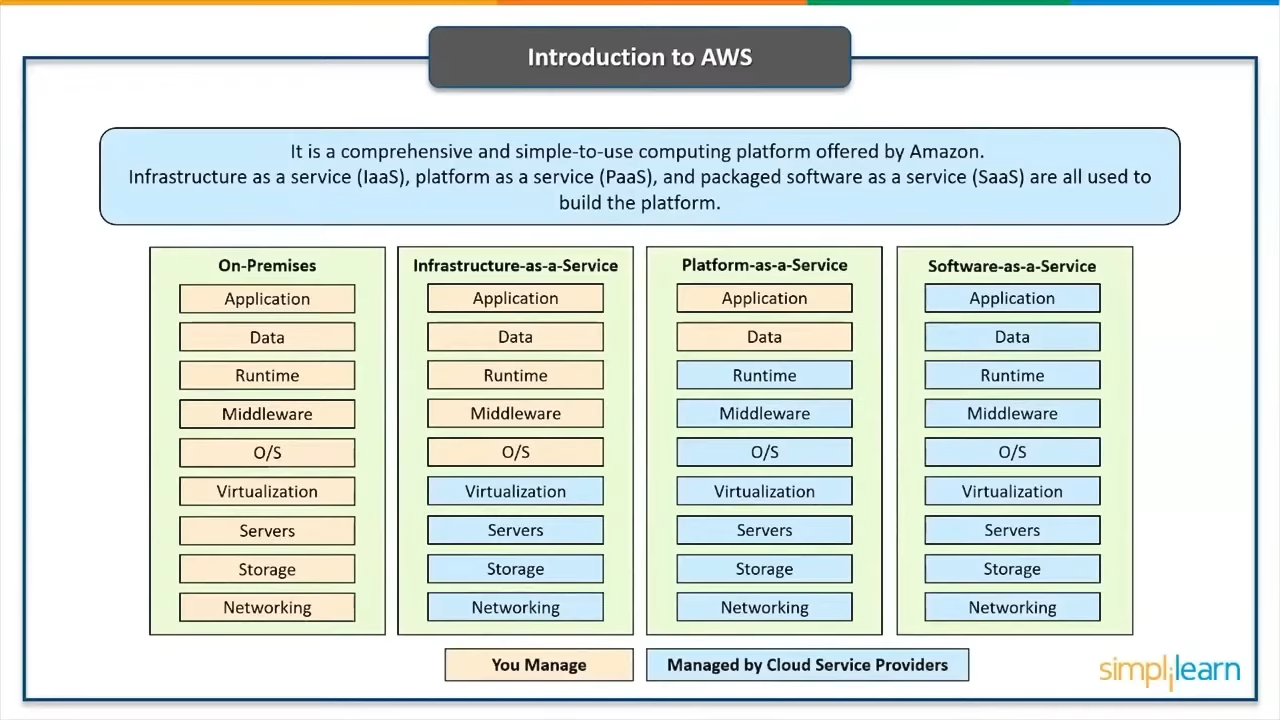 Introduction to AWS
It is a comprehensive and simple-to-use computing platform offered by Amazon.
Infrastructure as a service (IaaS), platform as a service (PaaS), and packaged software as a service (SaaS) are all used to
build the platform.
On-Premises
Application
Data
Runtime
Middleware
O/S
Virtualization
Servers
Storage
Networking
Infrastructure-as-a-Service
Application
Data
Runtime
Middleware
O/S
Virtualization
Servers
Storage
Networking
Platform-as-a-Service
Application
Data
Runtime
Middleware
O/S
Virtualization
Servers
Storage
Networking
Software-as-a-Service
Application
Data
Runtime
Middleware
O/S
Virtualization
Servers
Storage
Networking
You Manage
Managed by Cloud Service Providers
simplilearn